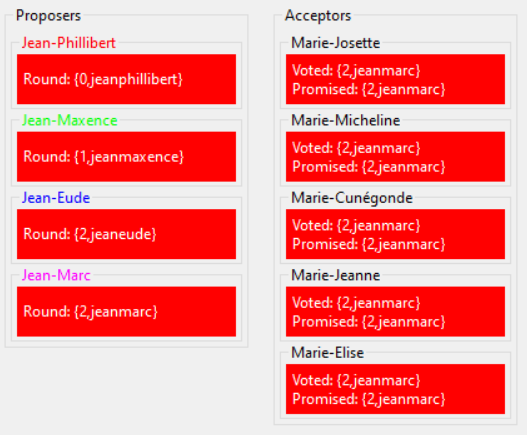 Proposers
Jean-Phillibert
Round: {0,jeanphillibert}
Jean-Maxence
Round: {1,jeanmaxence}
Jean-Eude
Round: {2,jeaneude}
Jean-Marc
Round: {2,jeanmarc}
Acceptors
Marie-Josette
Voted: {2,jeanmarc}
Promised: {2,jeanmarc}
Marie-Micheline
Voted: {2,jeanmarc}
Promised: {2,jeanmarc}
Marie-Cunégonde
Voted: {2,jeanmarc}
Promised: {2,jeanmarc}
Marie-Jeanne
Voted: {2,jeanmarc}
Promised: {2,jeanmarc}
Marie-Elise
Voted: {2,jeanmarc}
Promised: {2,jeanmarc}